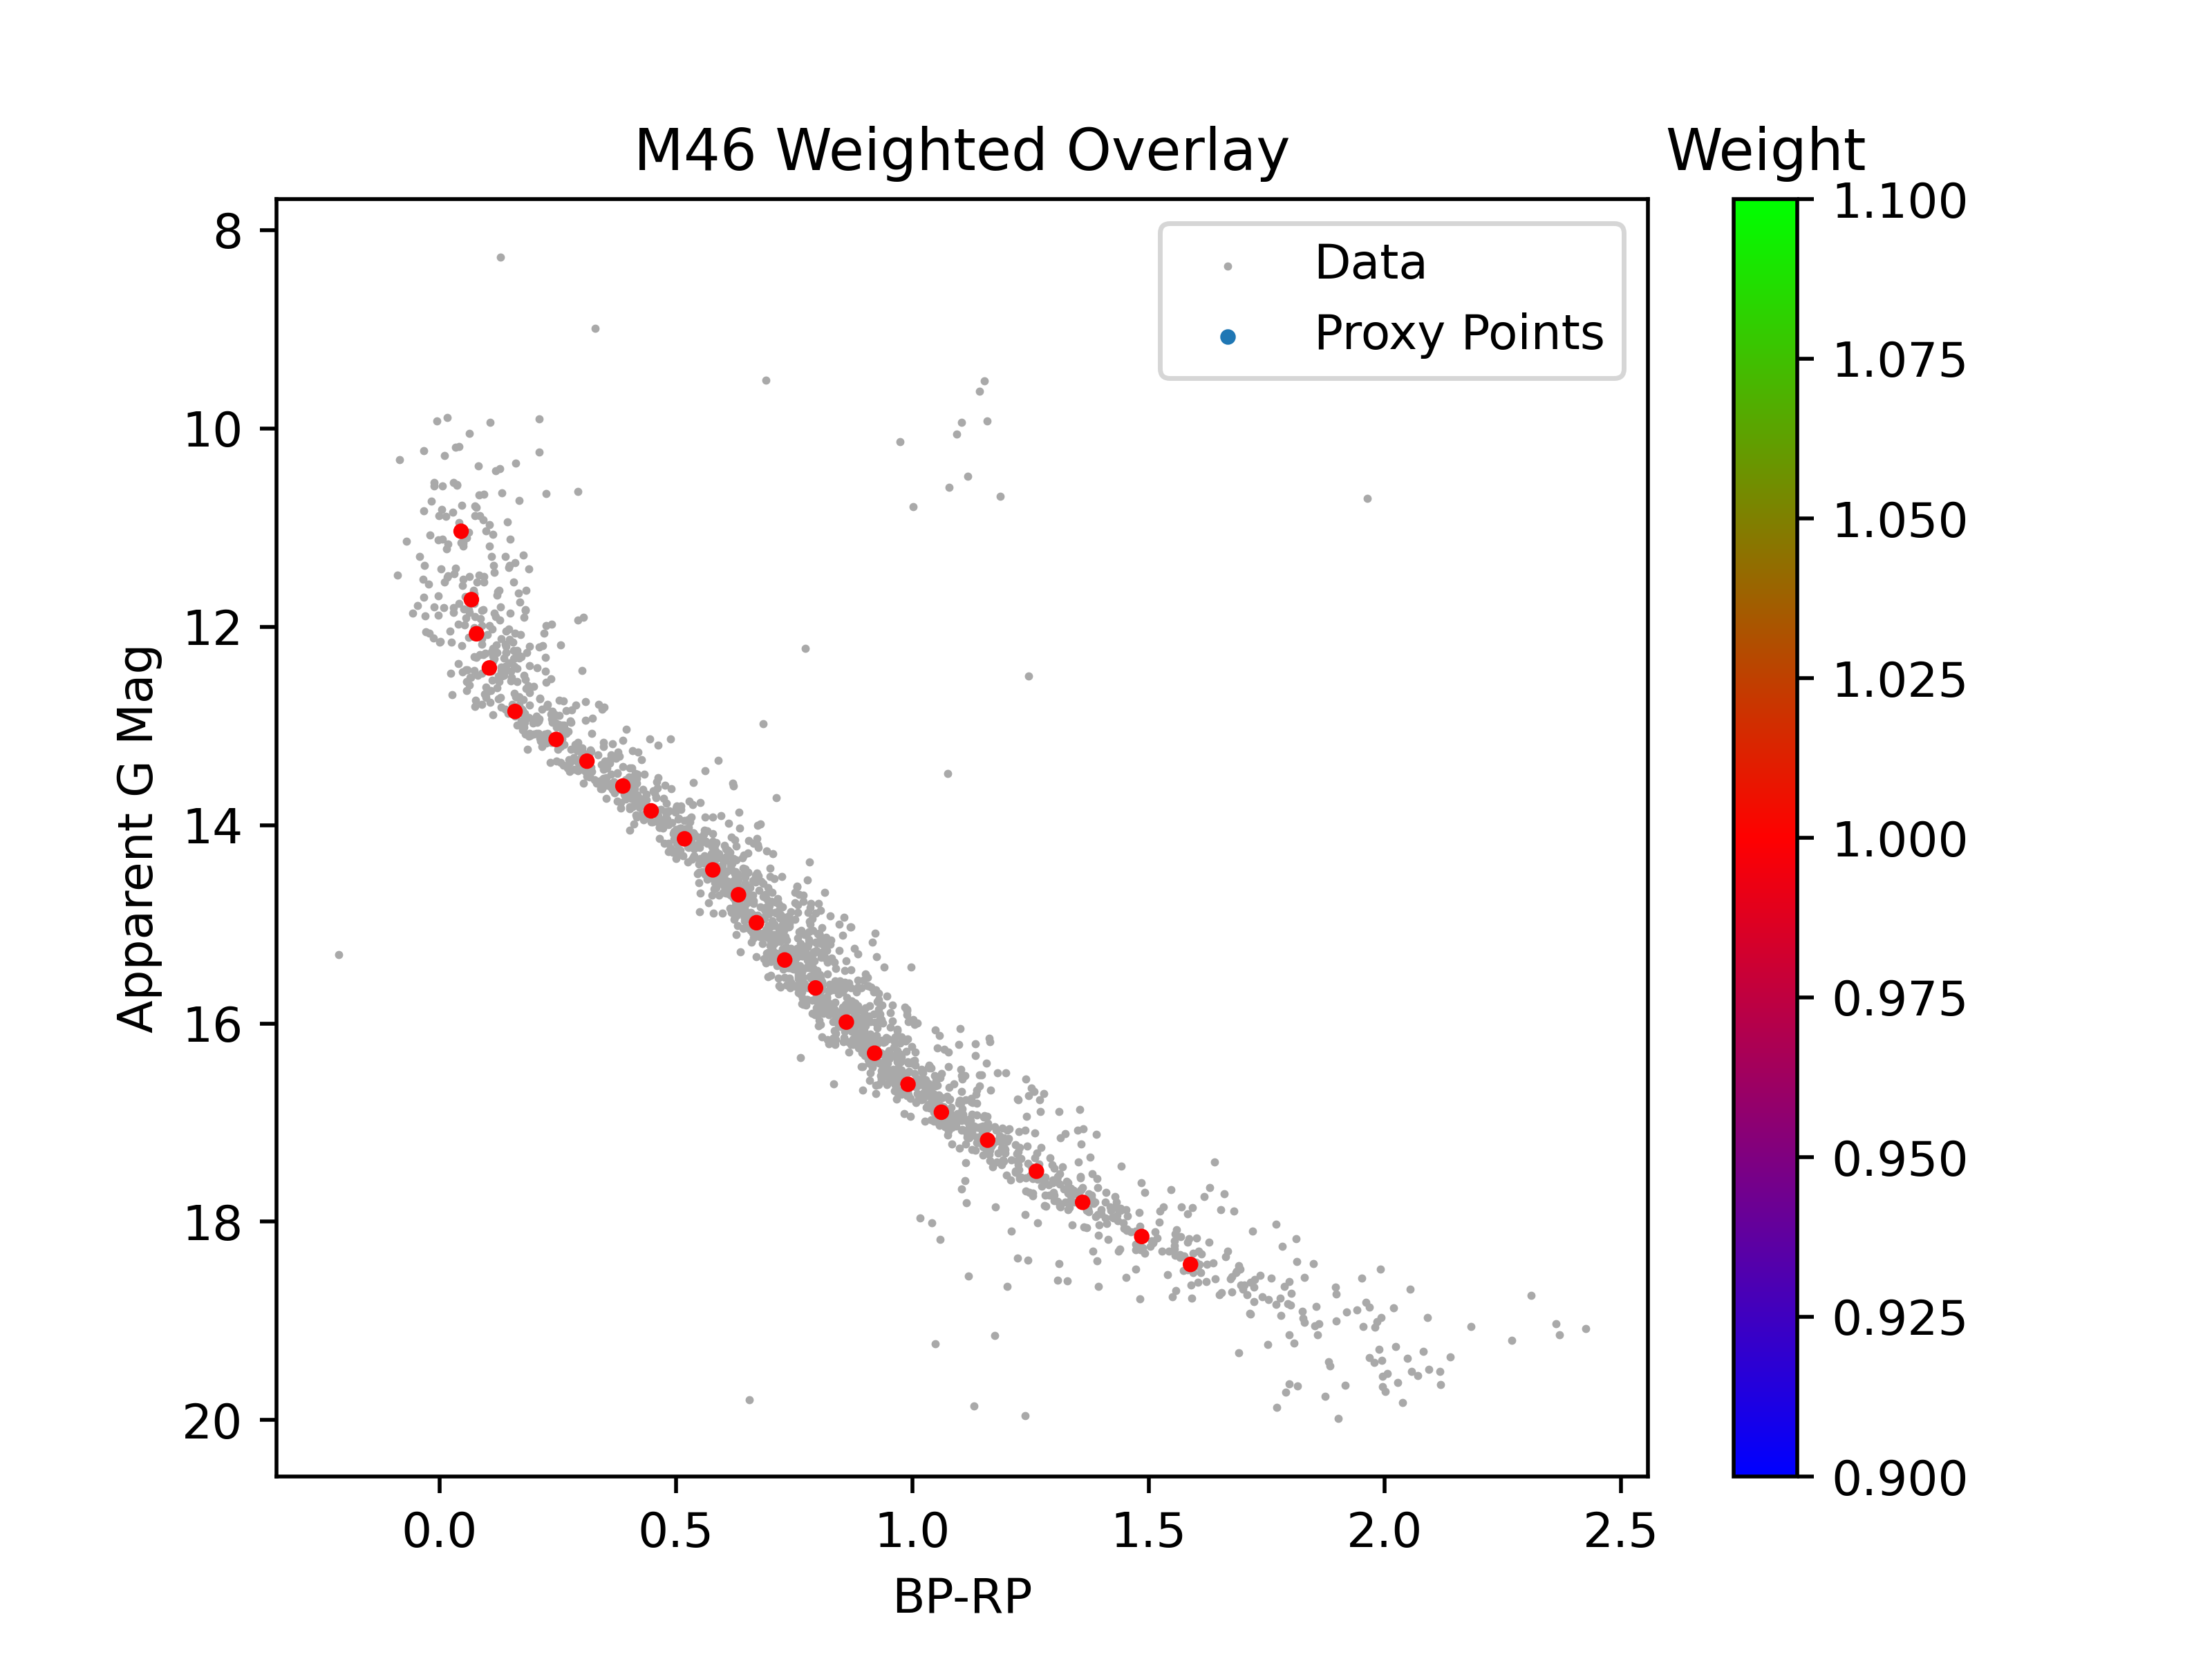 M46 Weighted Overlay
Weight
Data
Proxy Points
Apparent G Mag
8
10
12
14
16
18
20
0.0 0.5 1.0 1.5 2.0 2.5
BP-RP
1.100
1.075
1.050
1.025
1.000
0.975
0.950
0.925
0.900